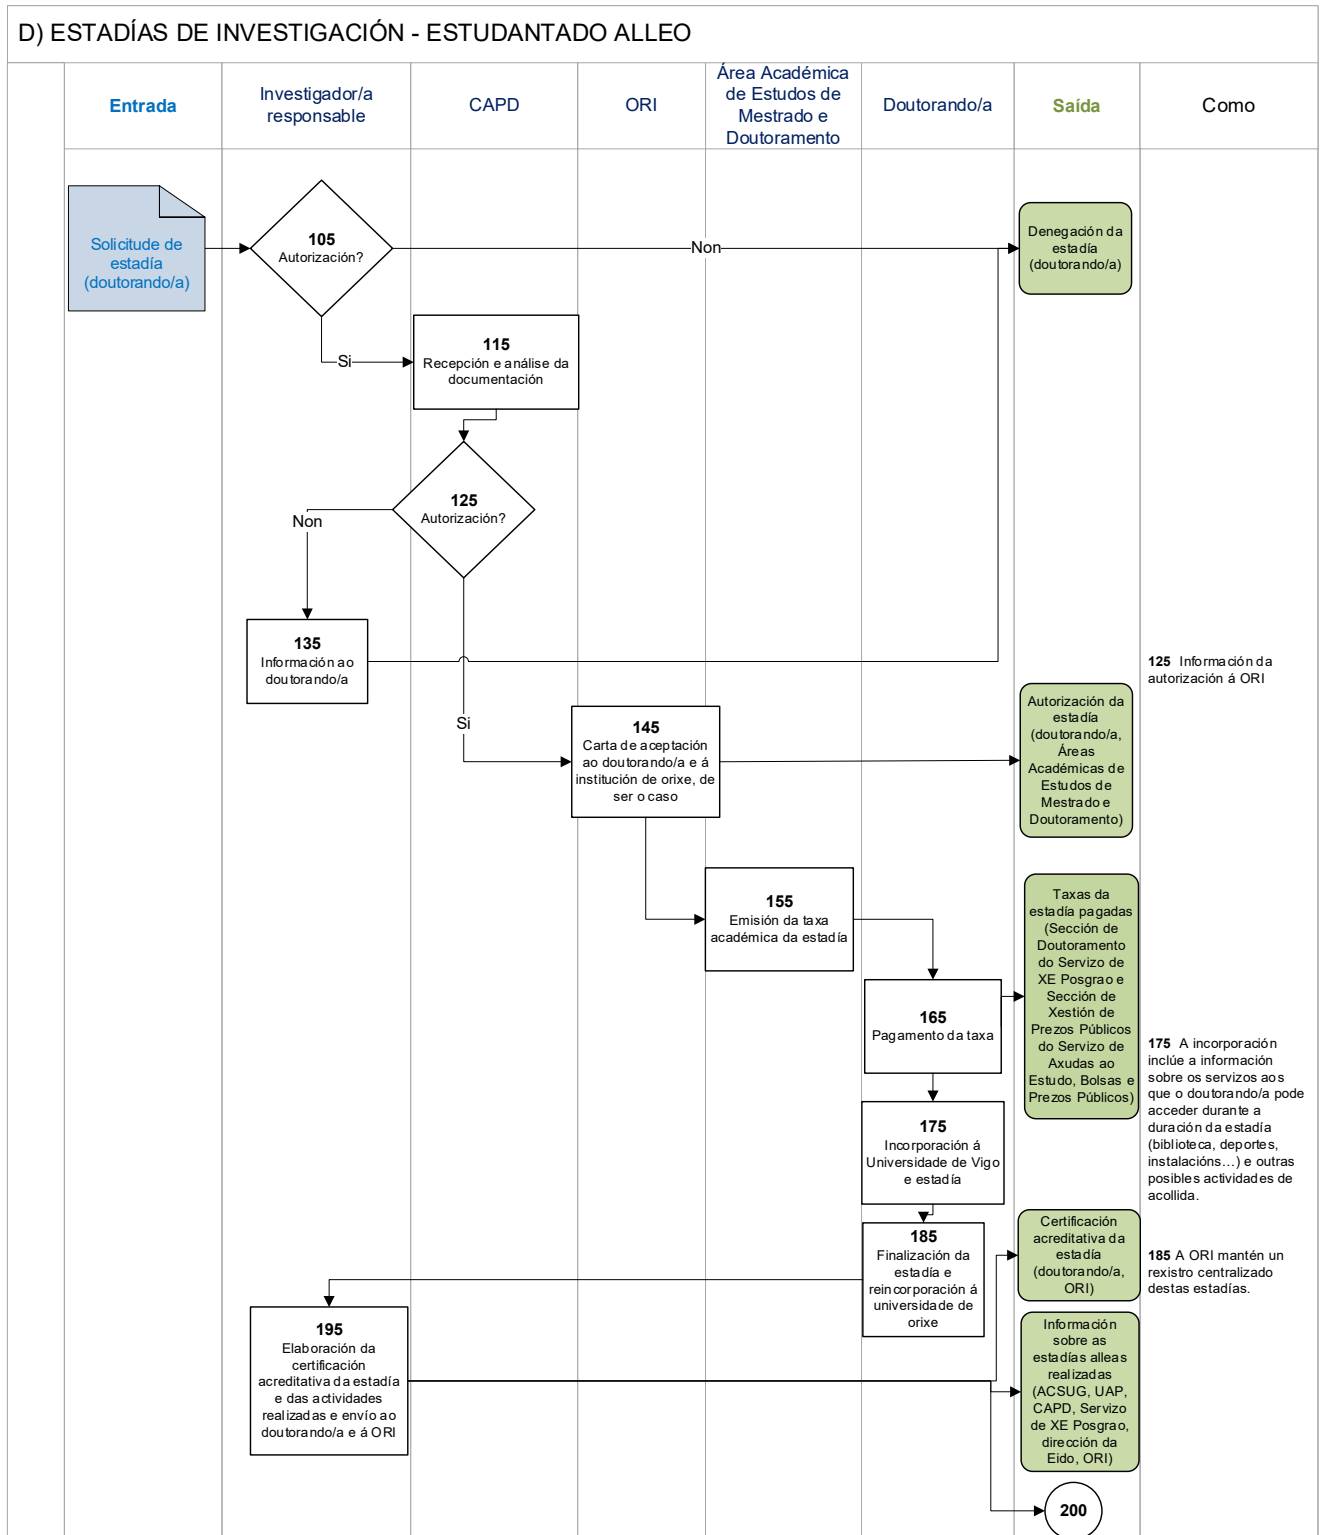 D) ESTADÍAS DE INVESTIGACIÓN - ESTUDANTADO ALLEO
Entrada
Investigador/a
responsable
CAPD
ORI
Área Académica
de Estudos de
Mestrado e
Doutoramento
Doutorando/a
Saída
Como
Solicitude de
estadía
(doutorando/a)
105
Autorización?
Non
Denegación da
estadía
(doutorando/a)
Si
115
Recepción e análise da
documentación
125
Autorización?
Non
135
Información ao
doutorando/a
125 Información da
autorización á ORI
Si
145
Carta de aceptación
ao doutorando/a e á
institución de orixe, de
ser o caso
Autorización da
estadía
(doutorando/a,
Áreas
Académicas de
Estudos de
Mestrado e
Doutoramento)
155
Emisión da taxa
académica da estadía
Taxas da
estadía pagadas
(Sección de
Doutoramento
do Servizo de
XE Posgrao e
Sección de
Xestión de
Prezos Públicos
do Servizo de
Axudas ao
Estudo, Bolsas e
Prezos Públicos)
165
Pagamento da taxa
175 A incorporación
inclúe a información
sobre os servizos aos
que o doutorando/a pode
acceder durante a
duración da estadía
(biblioteca, deportes,
instalacións...) e outras
posibles actividades de
acollida.
175
Incorporación á
Universidade de Vigo
e estadía
185
Finalización da
estadía e
reincorporación á
universidade de
orixe
Certificación
acreditativa da
estadía
(doutorando/a,
ORI)
185 A ORI mantén un
rexistro centralizado
destas estadías.
195
Elaboración da
certificación
acreditativa da estadía
e das actividades
realizadas e envío ao
doutorando/a e á ORI
Información
sobre as
estadías alleas
realizadas
(ACSUG, UAP,
CAPD, Servizo
de XE Posgrao,
dirección da
Eido, ORI)
200